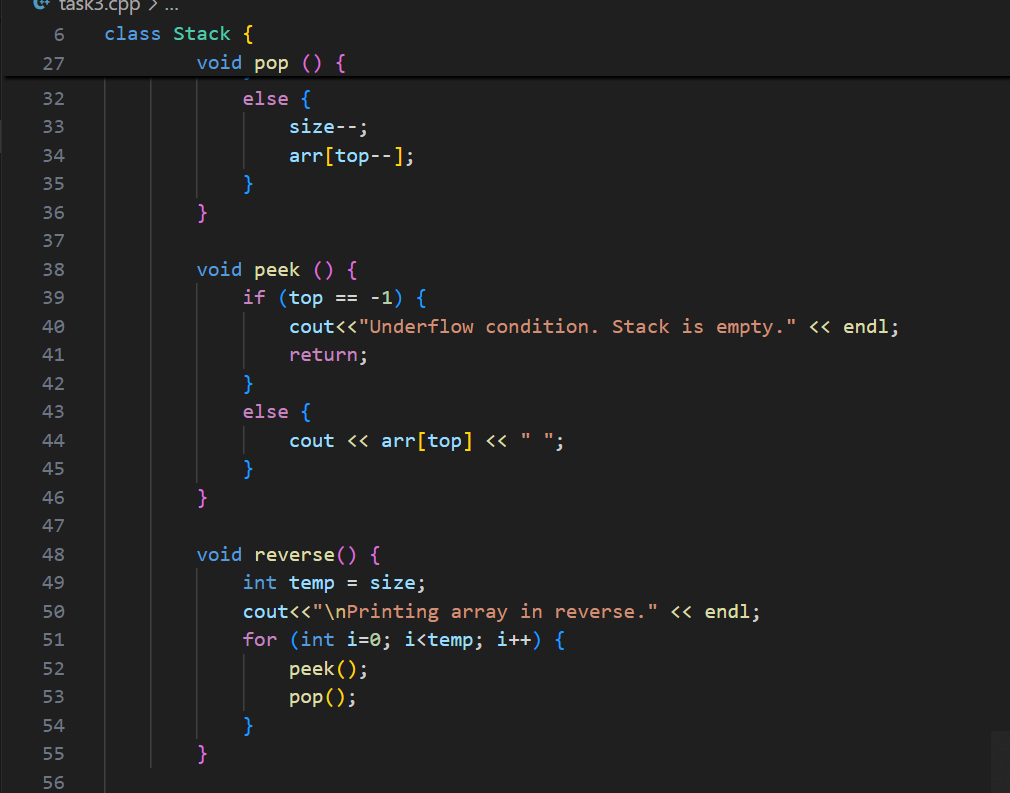 task3.cpp > ...
6 class Stack {
27 void pop () {
32 else {
33 size--;
34 arr[top--];
35 }
36 }
37
38 void peek () {
39 if (top == -1) {
40 cout<<"Underflow condition. Stack is empty." << endl;
41 return;
42 }
43 else {
44 cout << arr[top] << " ";
45 }
46 }
47
48 void reverse() {
49 int temp = size;
50 cout<<"\nPrinting array in reverse." << endl;
51 for (int i=0; i<temp; i++) {
52 peek();
53 pop();
54 }
55 }
56